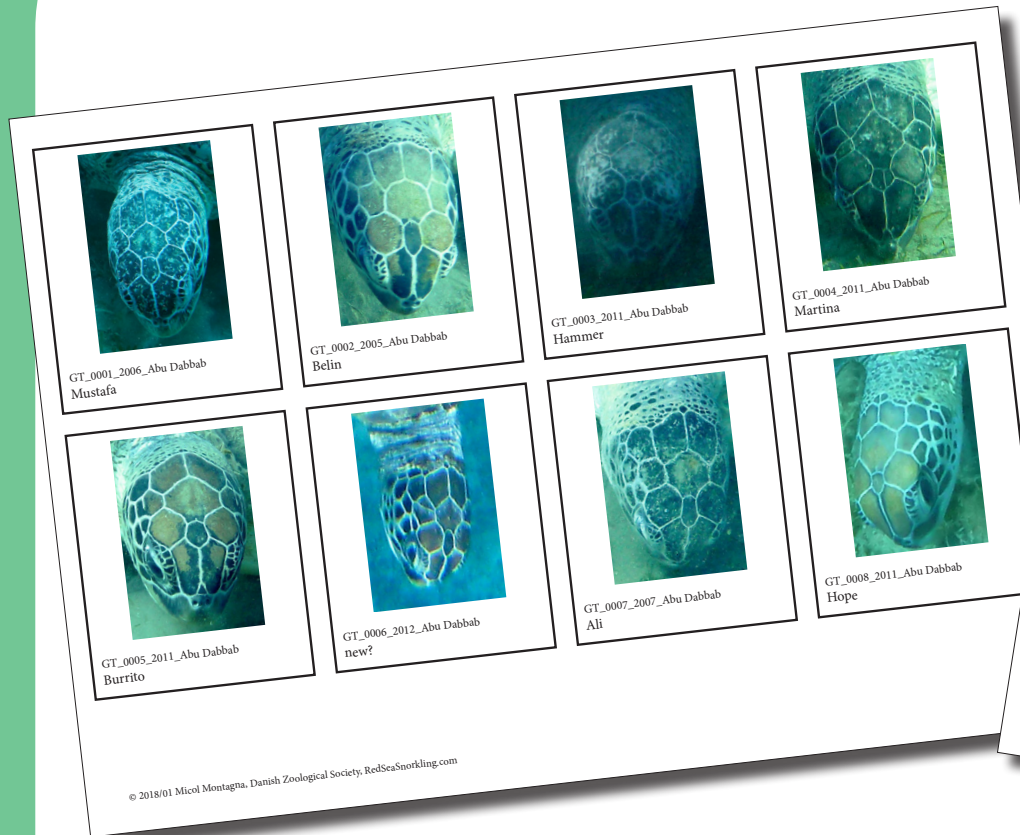 GT_0001_2006_Abu Dabbab
Mustafa
GT_0002_2005_Abu Dabbab
Belin
GT_0003_2011_Abu Dabbab
Hammer
GT_0004_2011_Abu Dabbab
Martina
GT_0005_2011_Abu Dabbab
Burrito
GT_0006_2012_Abu Dabbab
new?
GT_0007_2007_Abu Dabbab
Ali
GT_0008_2011_Abu Dabbab
Hope
© 2018/01 Micol Montagna, Danish Zoological Society, RedSeaSnorkling.com